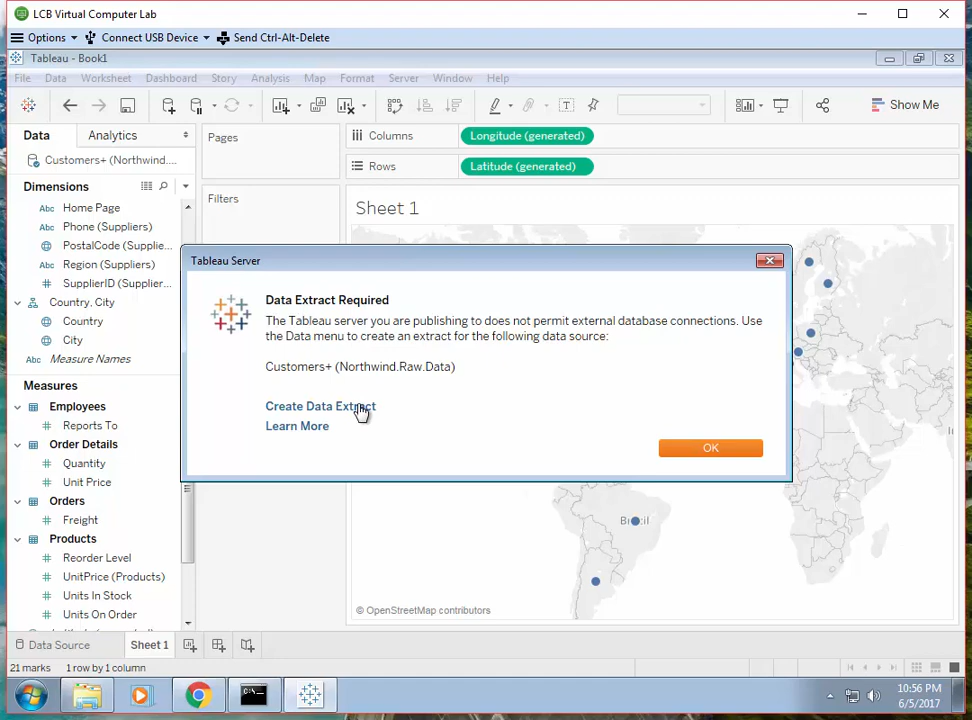 LCB Virtual Computer Lab
Options Connect USB Device Send Ctrl-Alt-Delete
Tableau - Book1
File Data Worksheet Dashboard Story Analysis Map Format Server Window Help
Show Me
Data Analytics
Pages
Columns Longitude (generated)
Customers+ (Northwind....
Rows Latitude (generated)
Dimensions
Filters
Sheet 1
Abc Home Page
Abc Phone (Suppliers)
PostalCode (Supplie...
Abc Region (Suppliers)
# SupplierID (Supplier...
Country, City
Country
City
Abc Measure Names
Measures
Employees
# Reports To
Order Details
# Quantity
# Unit Price
Orders
# Freight
Products
# Reorder Level
# UnitPrice (Products)
# Units In Stock
# Units On Order
Tableau Server
Data Extract Required
The Tableau server you are publishing to does not permit external database connections. Use
the Data menu to create an extract for the following data source:
Customers+ (Northwind.Raw.Data)
Create Data Extract
Learn More
OK
Brazil
© OpenStreetMap contributors
Data Source Sheet 1
21 marks 1 row by 1 column
10:56 PM
6/5/2017